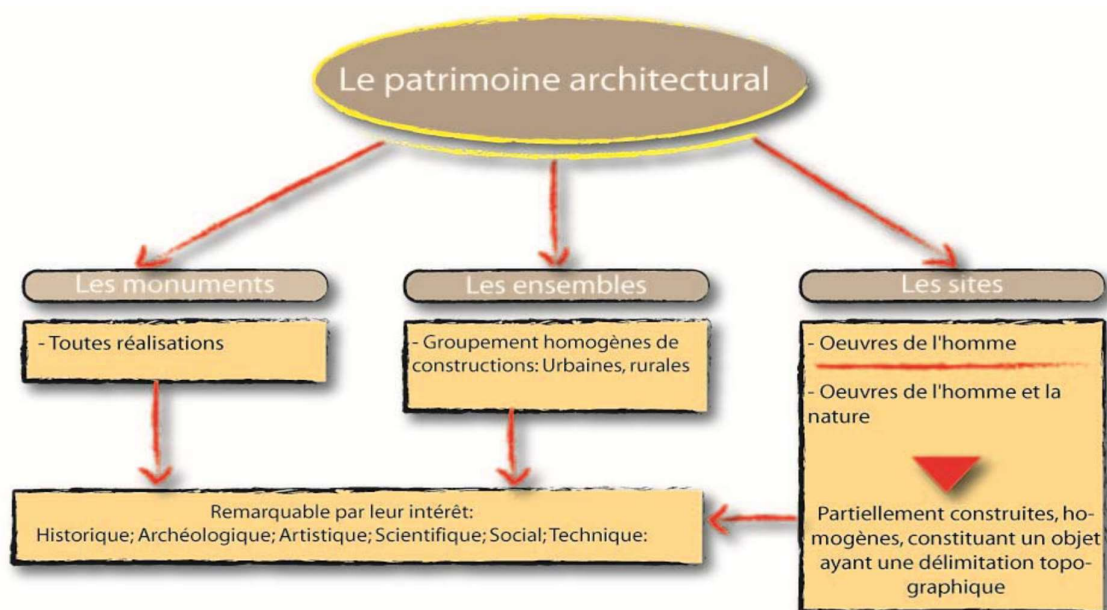 Le patrimoine architectural
Les monuments
Les ensembles
Les sites
- Toutes réalisations
- Groupement homogènes de
constructions: Urbaines, rurales
- Oeuvres de l'homme
- Oeuvres de l'homme et la
nature
Partiellement construites, ho-
mogènes, constituant un objet
ayant une délimitation topo-
graphique
Remarquable par leur intérêt:
Historique; Archéologique; Artistique; Scientifique; Social; Technique: